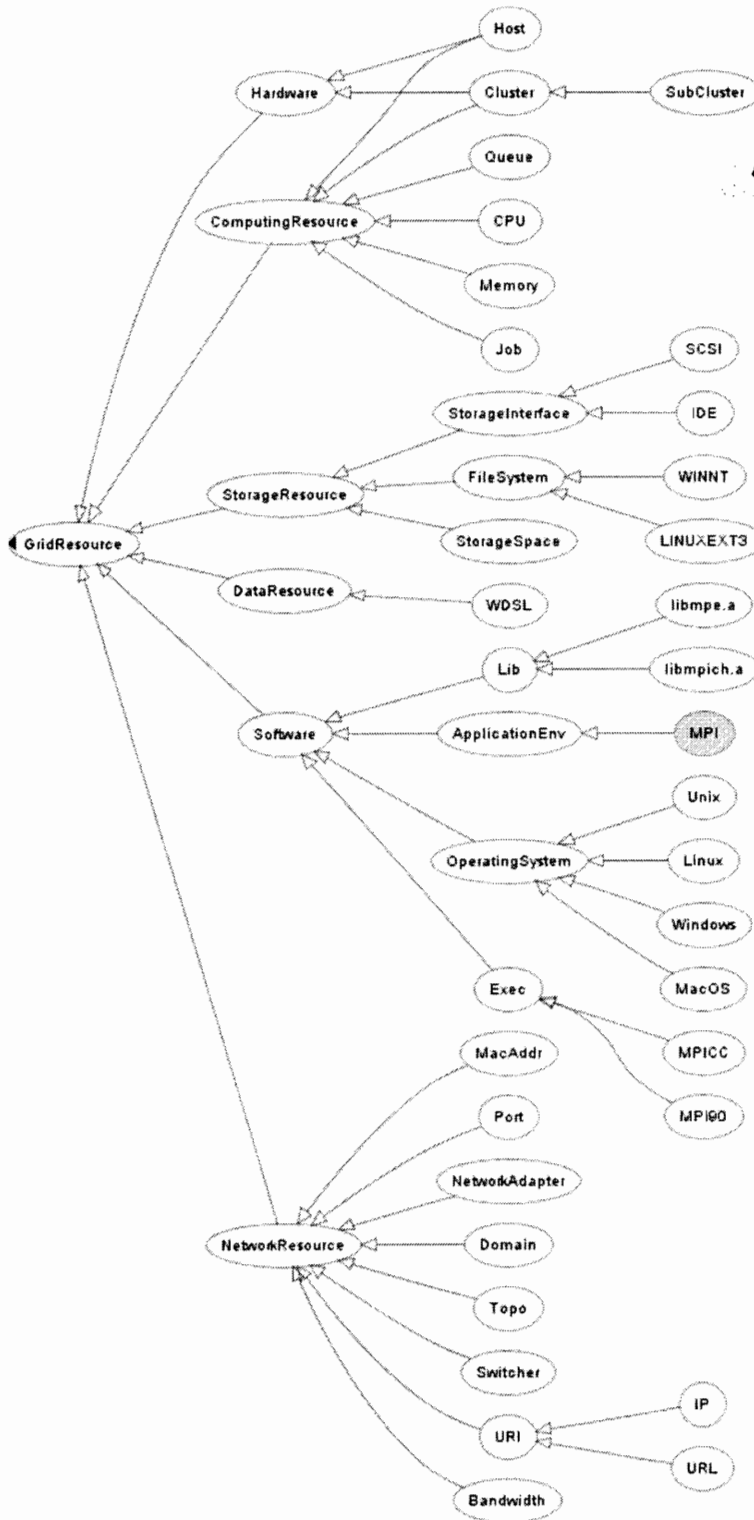 Host
Hardware
Cluster
SubCluster
Queue
ComputingResource
CPU
Memory
Job
SCSI
StorageInterface
IDE
FileSystem
WINNT
StorageResource
GridResource
StorageSpace
LINUXEXT3
DataResource
WDSL
libmpe.a
Lib
libmpich.a
Software
ApplicationEnv
MPI
Unix
OperatingSystem
Linux
Windows
Exec
MacOS
MacAddr
MPICC
Port
MPI90
NetworkAdapter
NetworkResource
Domain
Topo
Switcher
IP
URI
URL
Bandwidth